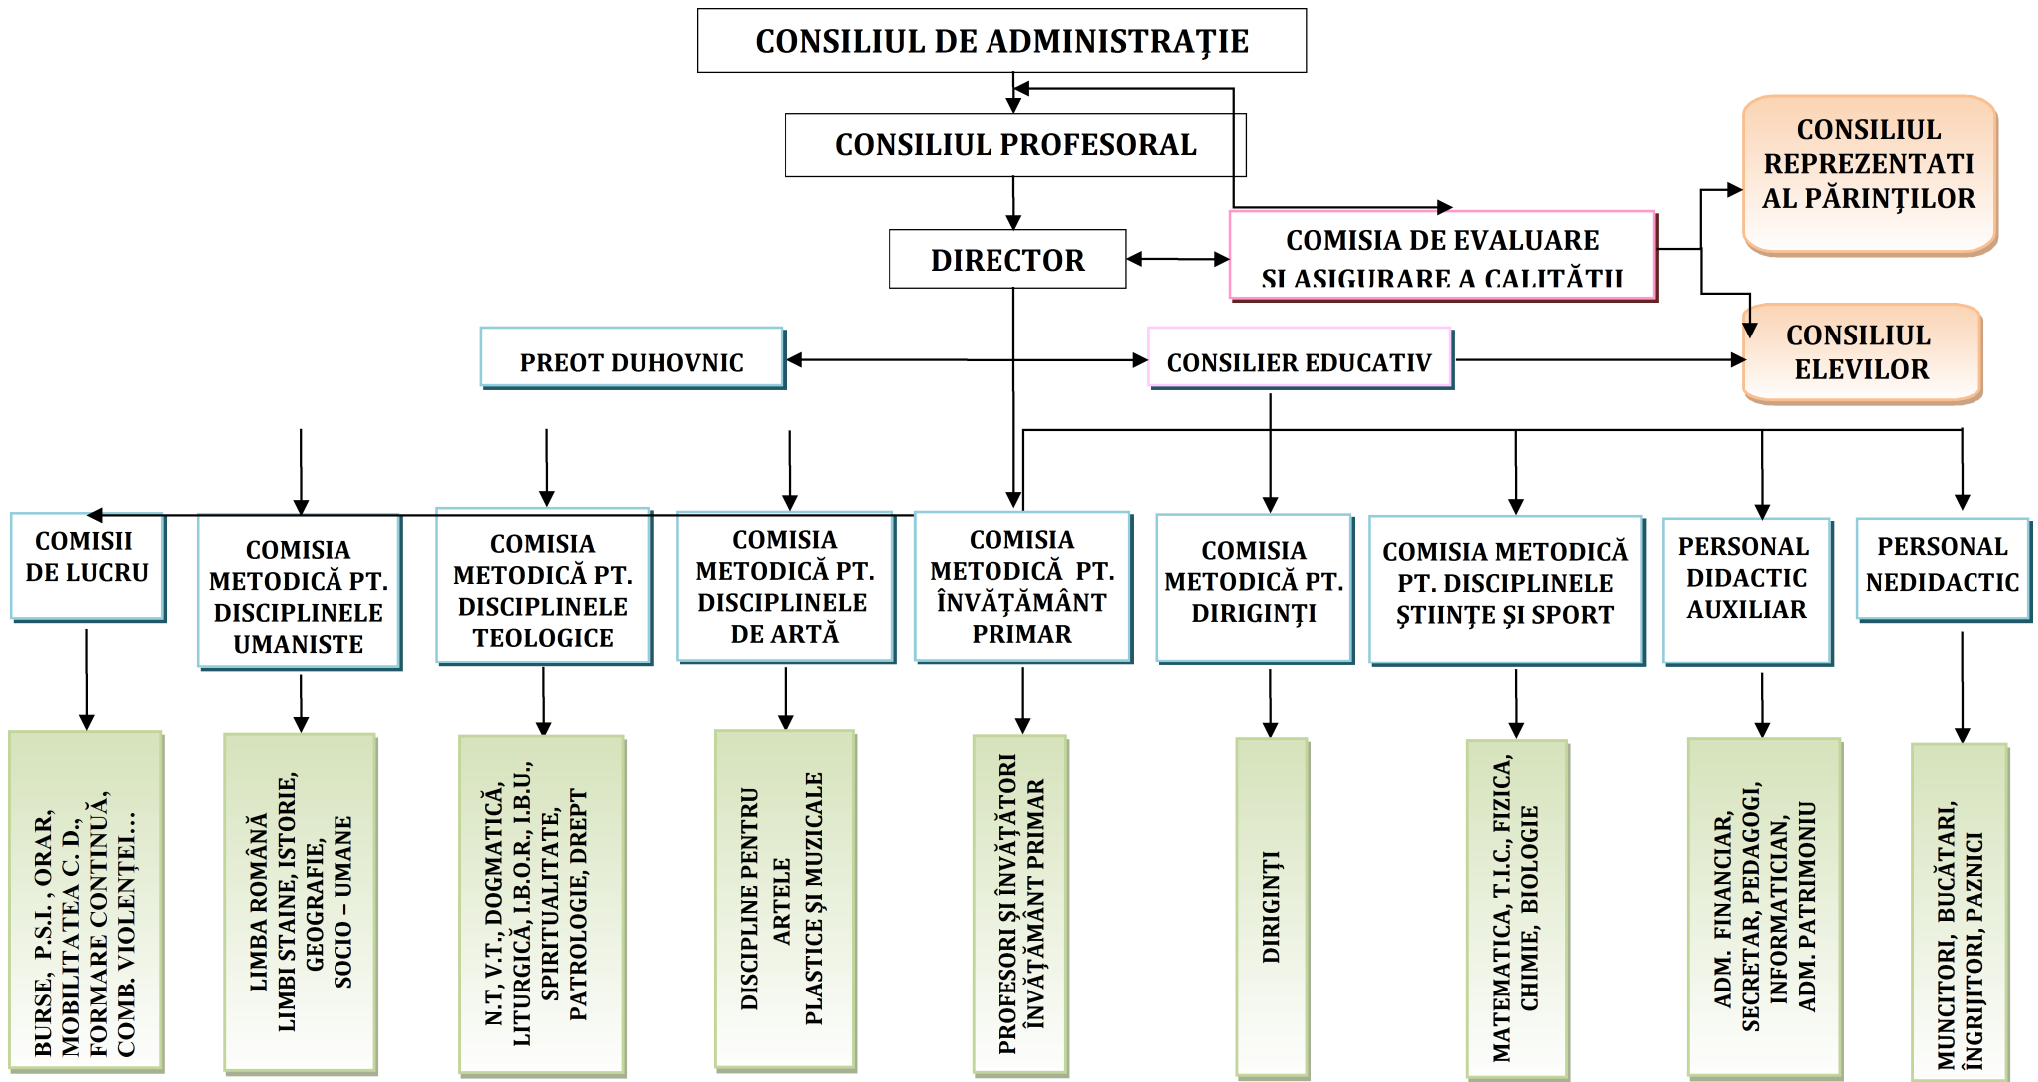 CONSILIUL DE ADMINISTRAŢIE
CONSILIUL PROFESORAL
CONSILIUL
REPREZENTATI
AL PĂRINŢILOR
DIRECTOR
COMISIA DE EVALUARE
ŞI ASIGURARE A CALITĂŢII
PREOT DUHOVNIC
CONSILIER EDUCATIV
CONSILIUL
ELEVILOR
COMISII
DE LUCRU
COMISIA
METODICĂ PT.
DISCIPLINELE
UMANISTE
COMISIA
METODICĂ PT.
DISCIPLINELE
TEOLOGICE
COMISIA
METODICĂ PT.
DISCIPLINELE
DE ARTĂ
COMISIA
METODICĂ PT.
ÎNVĂŢĂMÂNT
PRIMAR
COMISIA
METODICĂ PT.
DIRIGINŢI
COMISIA METODICĂ
PT. DISCIPLINELE
ŞTIINŢE ŞI SPORT
PERSONAL
DIDACTIC
AUXILIAR
PERSONAL
NEDIDACTIC
BURSE, P.S.I. , ORAR,
MOBILITATEA C. D.,
FORMARE CONTINUĂ,
COMB. VIOLENŢEI…
LIMBA ROMÂNĂ
LIMBI STAINE, ISTORIE,
GEOGRAFIE,
SOCIO – UMANE
N.T, V.T., DOGMATICĂ,
LITURGICĂ, I.B.O.R., I.B.U.,
SPIRITUALITATE,
PATROLOGIE, DREPT
DISCIPLINE PENTRU
ARTELE
PLASTICE ŞI MUZICALE
PROFESORI ŞI ÎNVĂŢĂTORI
ÎNVĂŢĂMÂNT PRIMAR
DIRIGINŢI
MATEMATICA, T.I.C., FIZICA,
CHIMIE, BIOLOGIE
ADM. FINANCIAR,
SECRETAR, PEDAGOGI,
INFORMATICIAN,
ADM. PATRIMONIU
MUNCITORI, BUCĂTARI,
ÎNGRIJITORI, PAZNICI